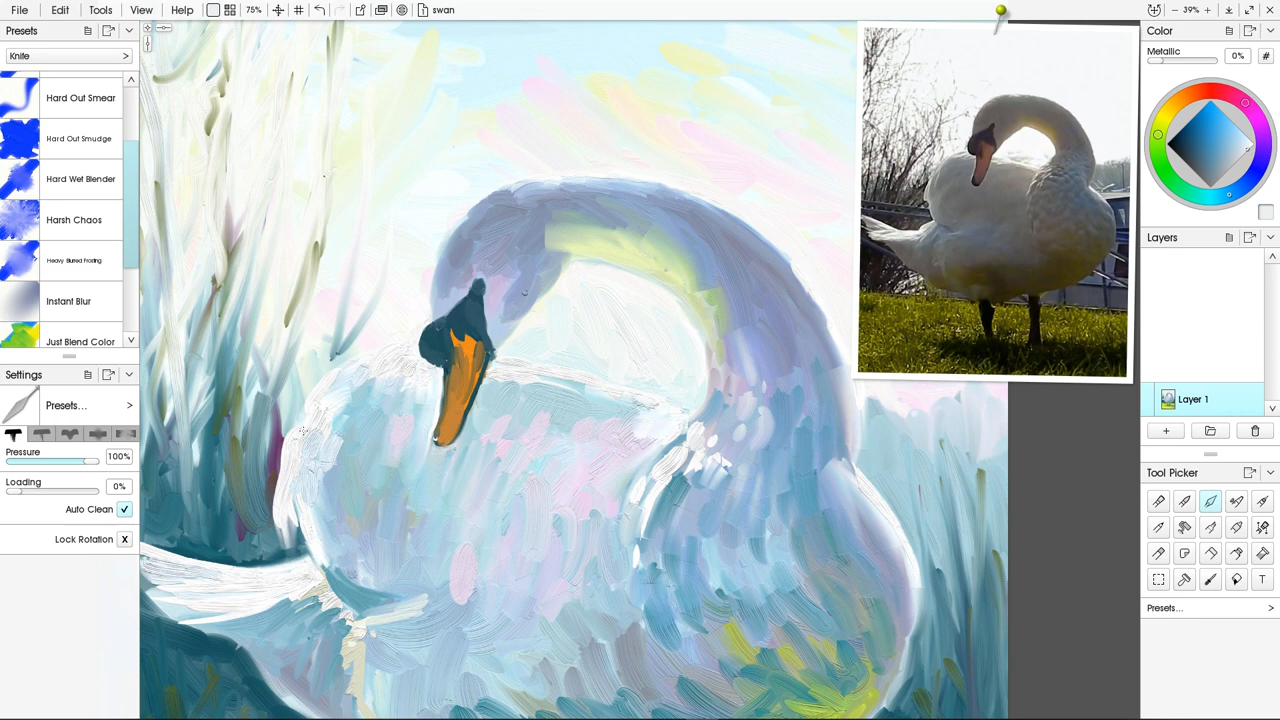 File Edit Tools View Help 75% swan 39%
Presets
Knife >
Hard Out Smear
Hard Out Smudge
Hard Wet Blender
Harsh Chaos
Heavy Blurred Frosting
Instant Blur
Just Blend Color
Settings
Presets... >
Pressure
100%
Loading
0%
Auto Clean
Lock Rotation X
Color
Metallic
0% #
Layers
Layer 1
Tool Picker
T
Presets... >